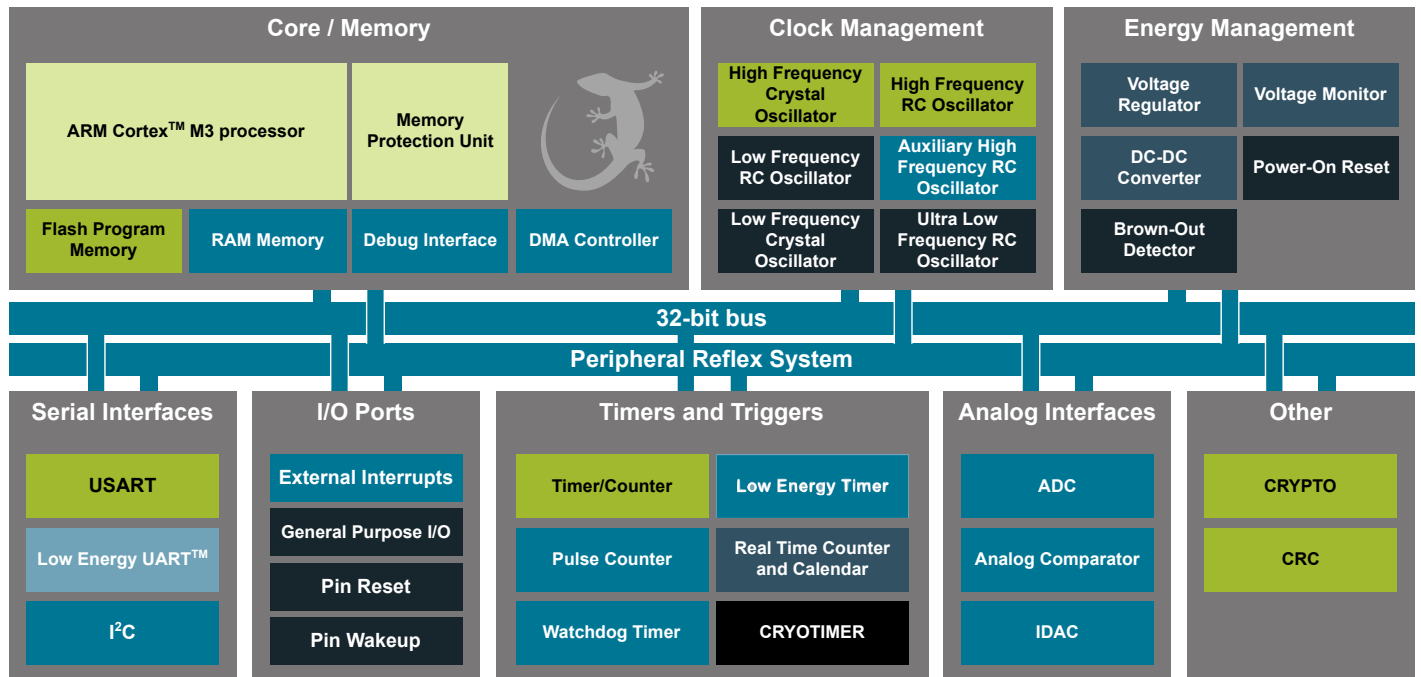 Core / Memory
ARM Cortex™ M3 processor
Memory
Protection Unit
Flash Program
Memory
RAM Memory
Debug Interface
DMA Controller
Clock Management
High Frequency
Crystal
Oscillator
High Frequency
RC Oscillator
Low Frequency
RC Oscillator
Auxiliary High
Frequency RC
Oscillator
Low Frequency
Crystal
Oscillator
Ultra Low
Frequency RC
Oscillator
Energy Management
Voltage
Regulator
Voltage Monitor
DC-DC
Converter
Power-On Reset
Brown-Out
Detector
32-bit bus
Peripheral Reflex System
Serial Interfaces
USART
Low Energy UART™
I²C
I/O Ports
External Interrupts
General Purpose I/O
Pin Reset
Pin Wakeup
Timers and Triggers
Timer/Counter
Low Energy Timer
Pulse Counter
Real Time Counter
and Calendar
Watchdog Timer
CRYOTIMER
Analog Interfaces
ADC
Analog Comparator
IDAC
Other
CRYPTO
CRC